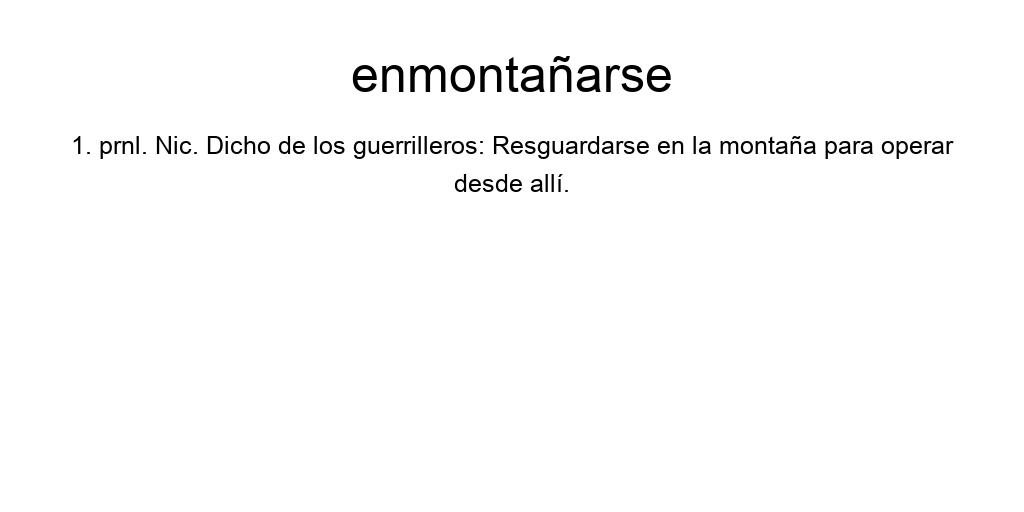 enmontañarse
1. prnl. Nic. Dicho de los guerrilleros: Resguardarse en la montaña para operar
desde allí.